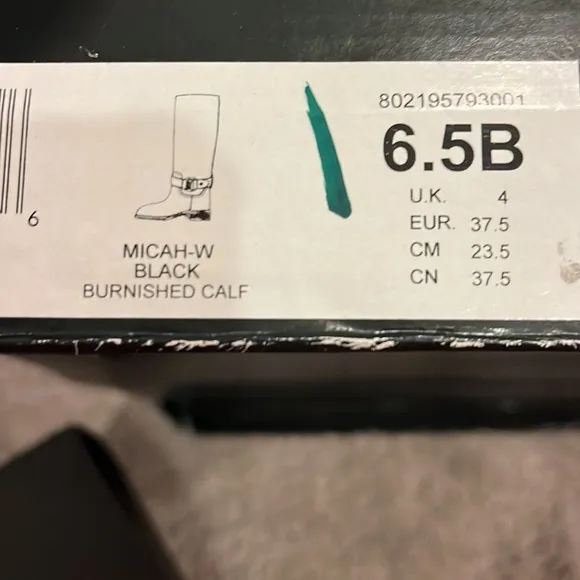 6
MICAH-W
BLACK
BURNISHED CALF
802195793001
6.5B
U.K. 4
EUR. 37.5
CM 23.5
CN 37.5